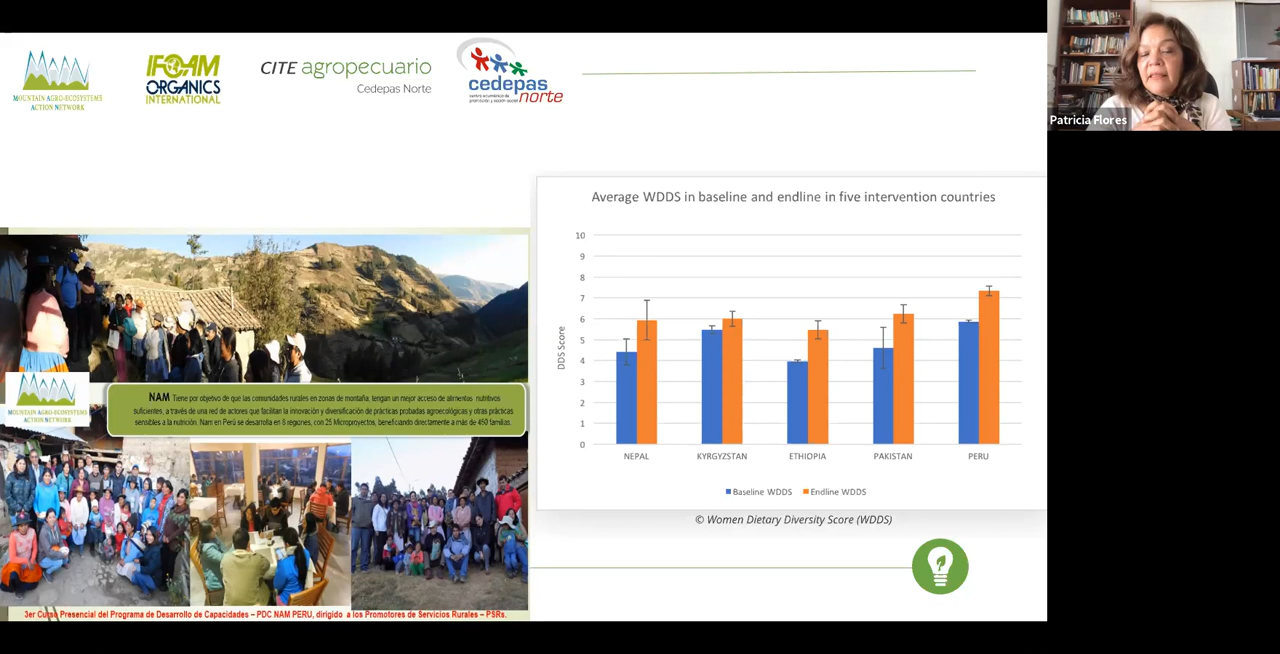 MOUNTAIN AGRO-ECOSYSTEMS
ACTION NETWORK
IFOAM
ORGANICS
INTERNATIONAL
CITE agropecuario
Cedepas Norte
cedepas
norte
Patricia Flores
Average WDDS in baseline and endline in five intervention countries
DDS Score
10
9
8
7
6
5
4
3
2
1
0
NEPAL KYRGYZSTAN ETHIOPIA PAKISTAN PERU
Baseline WDDS Endline WDDS
© Women Dietary Diversity Score (WDDS)
MOUNTAIN AGRO-ECOSYSTEMS
ACTION NETWORK
NAM Tiene por objetivo de que las comunidades rurales en zonas de montaña, tengan un mejor acceso de alimentos nutritivos
suficientes, a través de una red de actores que facilitan la innovación y diversificación de prácticas probadas agroecológicas y otras prácticas
sensibles a la nutrición. Nam en Perú se desarrolla en 8 regiones, con 25 Microproyectos, beneficiando directamente a más de 450 familias.
3er Curso Presencial del Programa de Desarrollo de Capacidades – PDC NAM PERU, dirigido a los Promotores de Servicios Rurales – PSRs.